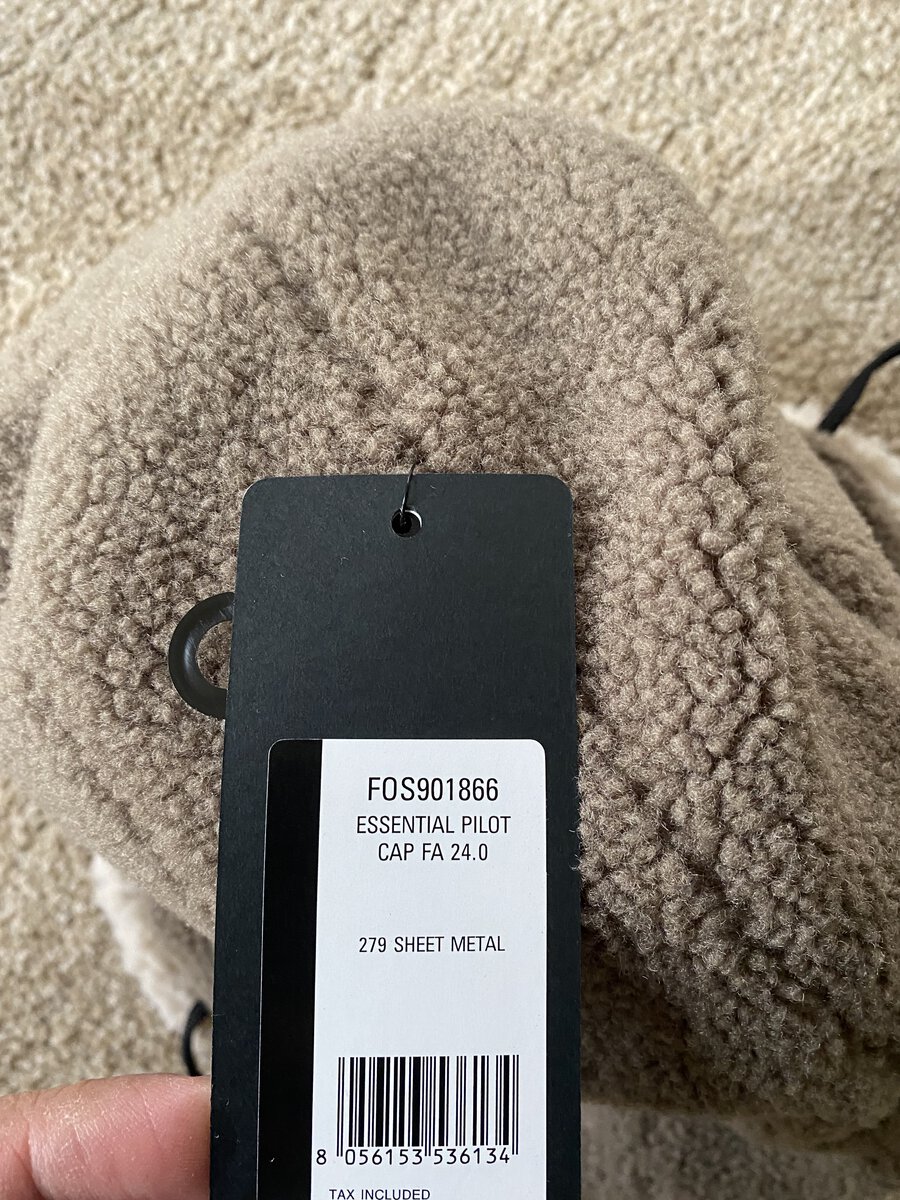 FOS901866
ESSENTIAL PILOT
CAP FA 24.0
279 SHEET METAL
8 056153 536134
TAX INCLUDED